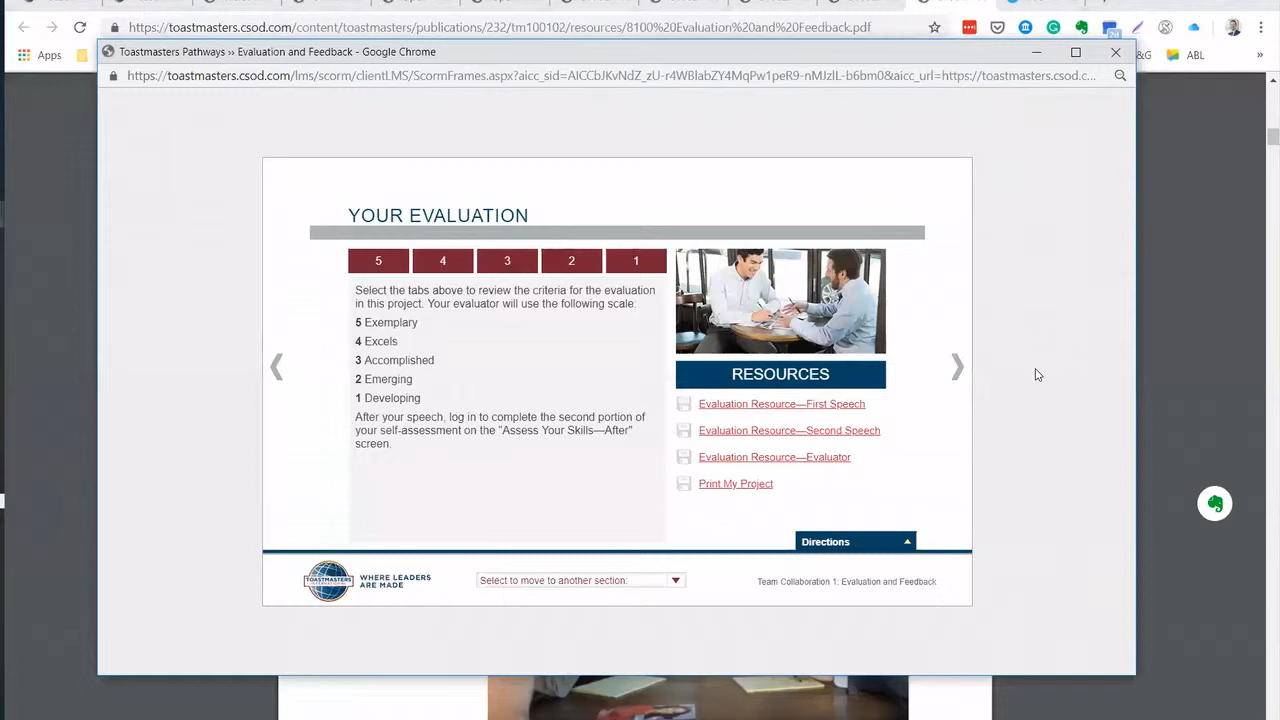 https://toastmasters.csod.com/content/toastmasters/publications/232/tm100102/resources/8100%20Evaluation%20and%20Feedback.pdf
Apps
&G
ABL
»
Toastmasters Pathways ›› Evaluation and Feedback - Google Chrome
https://toastmasters.csod.com/lms/scorm/clientLMS/ScormFrames.aspx?aicc_sid=AICCbJKvNdZ_zU-r4WBlabZY4MqPw1peR9-nMJzlL-b6bm0&aicc_url=https://toastmasters.csod.c...
YOUR EVALUATION
5 4 3 2 1
Select the tabs above to review the criteria for the evaluation
in this project. Your evaluator will use the following scale:
5 Exemplary
4 Excels
3 Accomplished
2 Emerging
1 Developing
After your speech, log in to complete the second portion of
your self-assessment on the "Assess Your Skills—After"
screen.
RESOURCES
Evaluation Resource—First Speech
Evaluation Resource—Second Speech
Evaluation Resource—Evaluator
Print My Project
Directions
TOASTMASTERS
INTERNATIONAL
WHERE LEADERS
ARE MADE
Select to move to another section:
Team Collaboration 1: Evaluation and Feedback